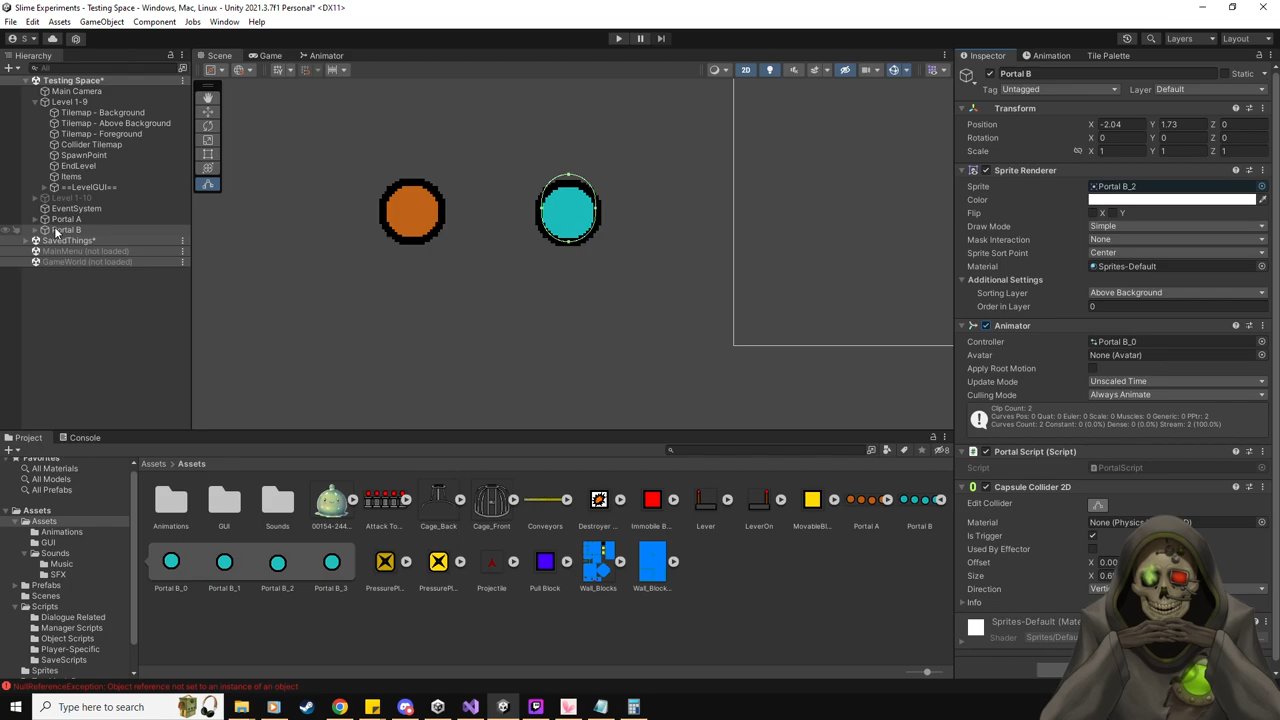 Slime Experiments - Testing Space - Windows, Mac, Linux - Unity 2021.3.7f1 Personal* <DX11>
File Edit Assets GameObject Component Jobs Window Help
S Layers Layout
Hierarchy Scene Game Animator Inspector Animation Tile Palette
All 2D
Portal B Static
Tag Untagged Layer Default
Testing Space*
Main Camera
Level 1-9
Tilemap - Background
Tilemap - Above Background
Tilemap - Foreground
Collider Tilemap
SpawnPoint
EndLevel
Items
==LevelGUI==
Level 1-10
EventSystem
Portal A
Portal B
SavedThings*
MainMenu (not loaded)
GameWorld (not loaded)
Transform
Position X -2.04 Y 1.73 Z 0
Rotation X 0 Y 0 Z 0
Scale X 1 Y 1 Z 1
Sprite Renderer
Sprite Portal B_2
Color
Flip X Y
Draw Mode Simple
Mask Interaction None
Sprite Sort Point Center
Material Sprites-Default
Additional Settings
Sorting Layer Above Background
Order in Layer 0
Animator
Controller Portal B_0
Avatar None (Avatar)
Apply Root Motion
Update Mode Unscaled Time
Culling Mode Always Animate
Clip Count: 2
Curves Pos: 0 Quat: 0 Euler: 0 Scale: 0 Muscles: 0 Generic: 0 PPtr: 2
Curves Count: 2 Constant: 0 (0.0%) Dense: 0 (0.0%) Stream: 2 (100.0%)
Portal Script (Script)
Script PortalScript
Capsule Collider 2D
Edit Collider
Material None (Physics
Is Trigger
Used By Effector
Offset X 0.00
Size X
Direction
Info
Sprites-Default (Mate
Shader Sprites/Defau
Project Console
8
Favorites
All Materials
All Models
All Prefabs
Assets
Assets
Animations
GUI
Sounds
Music
SFX
Prefabs
Scenes
Scripts
Dialogue Related
Manager Scripts
Object Scripts
Player-Specific
SaveScripts
Sprites
Assets > Assets
Animations GUI Sounds 00154-244... Attack To... Cage_Back Cage_Front Conveyors Destroyer ... Immobile B... Lever LeverOn MovableBl... Portal A Portal B
Portal B_0 Portal B_1 Portal B_2 Portal B_3 PressurePl... PressurePl... Projectile Pull Block Wall_Blocks Wall_Block...
NullReferenceException: Object reference not set to an instance of an object
Type here to search